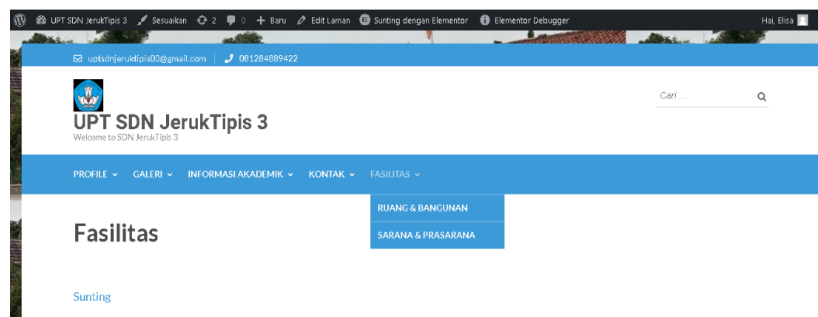 UPT SDN JerukTipis 3 Sesuaikan 2 0 Baru Edit Laman Sunting dengan Elementor Elementor Debugger Hai, Elisa
uptsdnjeruktipis03@gmail.com 081284889422
UPT SDN JerukTipis 3
Welcome to SDN JerukTipis 3
Cari …
PROFILE GALERI INFORMASI AKADEMIK KONTAK FASILITAS
RUANG & BANGUNAN
SARANA & PRASARANA
Fasilitas
Sunting